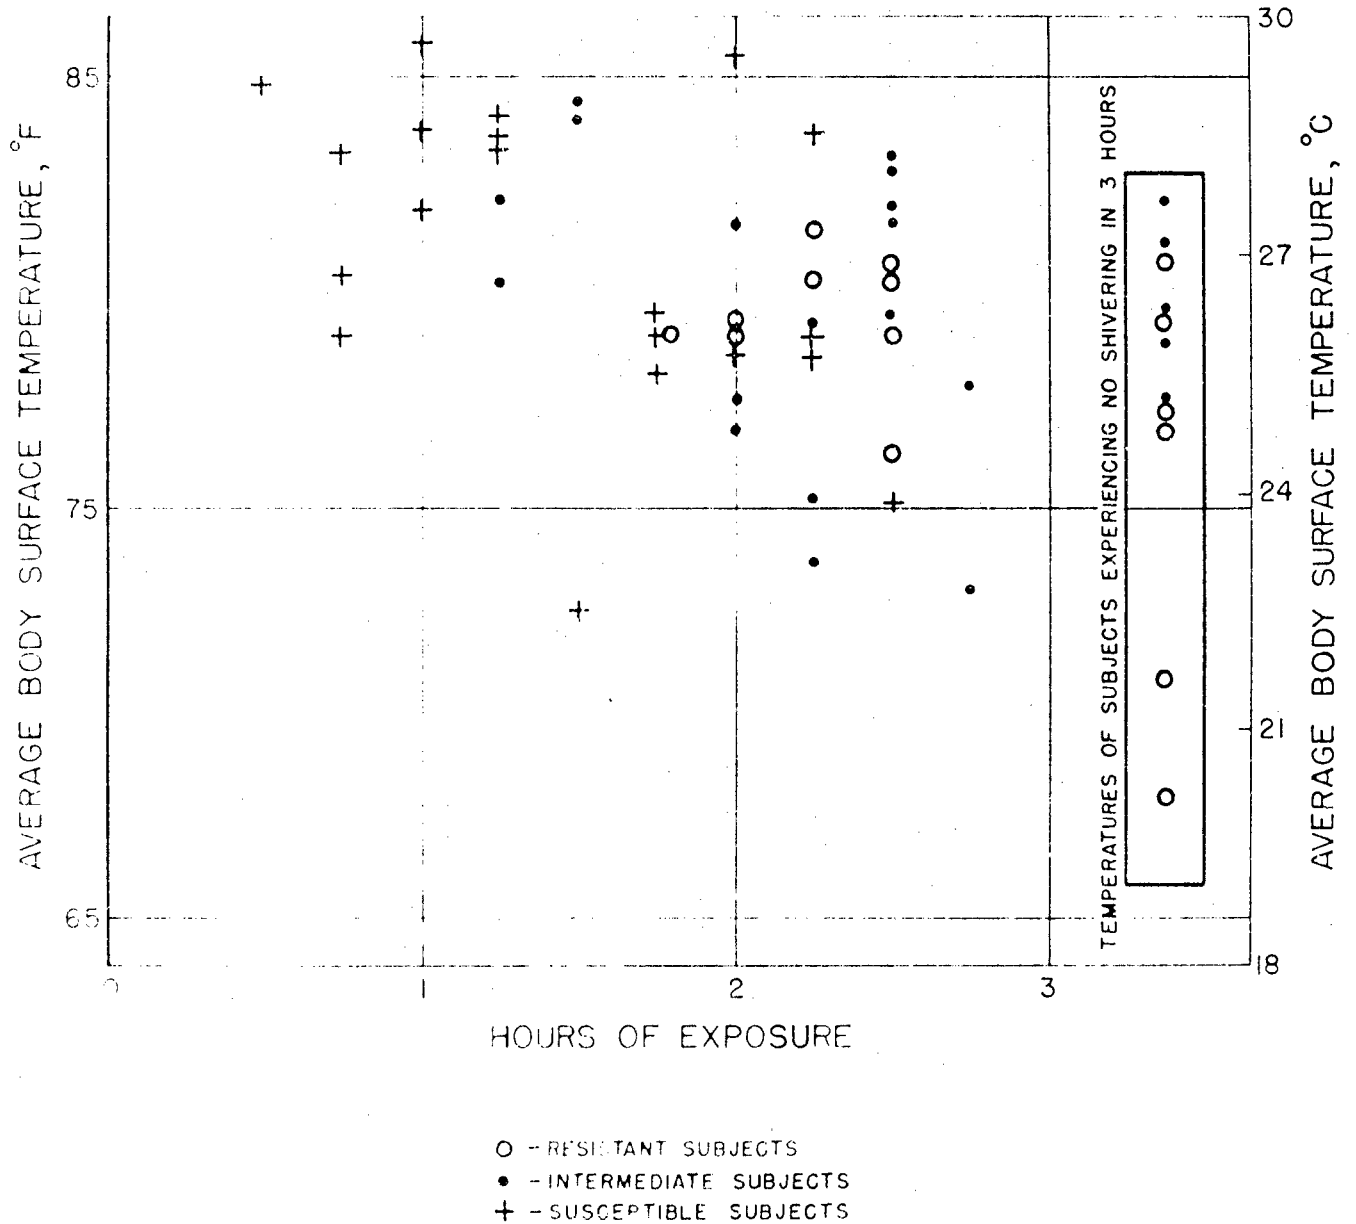 AVERAGE BODY SURFACE TEMPERATURE, °F
85
75
65
0
1
2
3
HOURS OF EXPOSURE
TEMPERATURES OF SUBJECTS EXPERIENCING NO SHIVERING IN 3 HOURS
30
27
24
21
18
AVERAGE BODY SURFACE TEMPERATURE, °C
O - RESISTANT SUBJECTS
• - INTERMEDIATE SUBJECTS
+ - SUSCEPTIBLE SUBJECTS